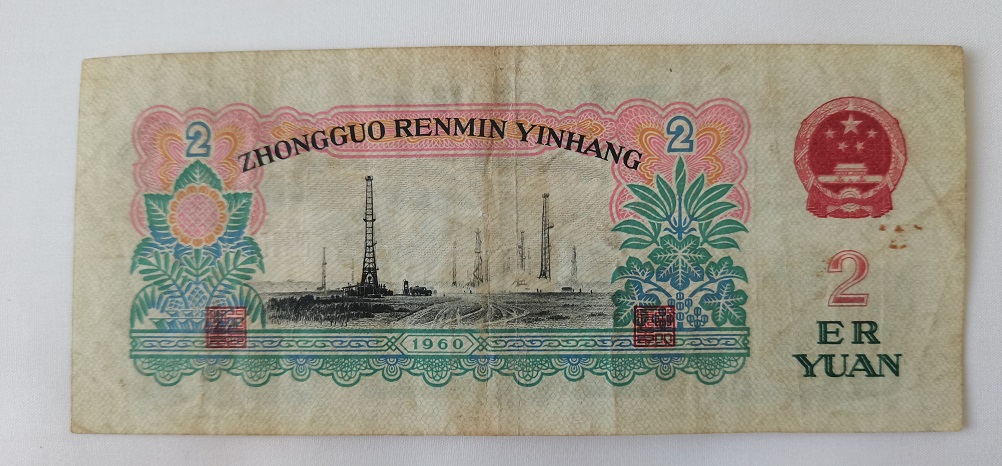 2
2
ZHONGGUO RENMIN YINHANG
1960
2
ER
YUAN